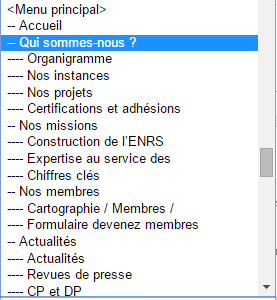 <Menu principal>
-- Accueil
-- Qui sommes-nous ?
---- Organigramme
---- Nos instances
---- Nos projets
---- Certifications et adhésions
-- Nos missions
---- Construction de l'ENRS
---- Expertise au service des
---- Chiffres clés
-- Nos membres
---- Cartographie / Membres /
---- Formulaire devenez membres
-- Actualités
---- Actualités
---- Revues de presse
---- CP et DP